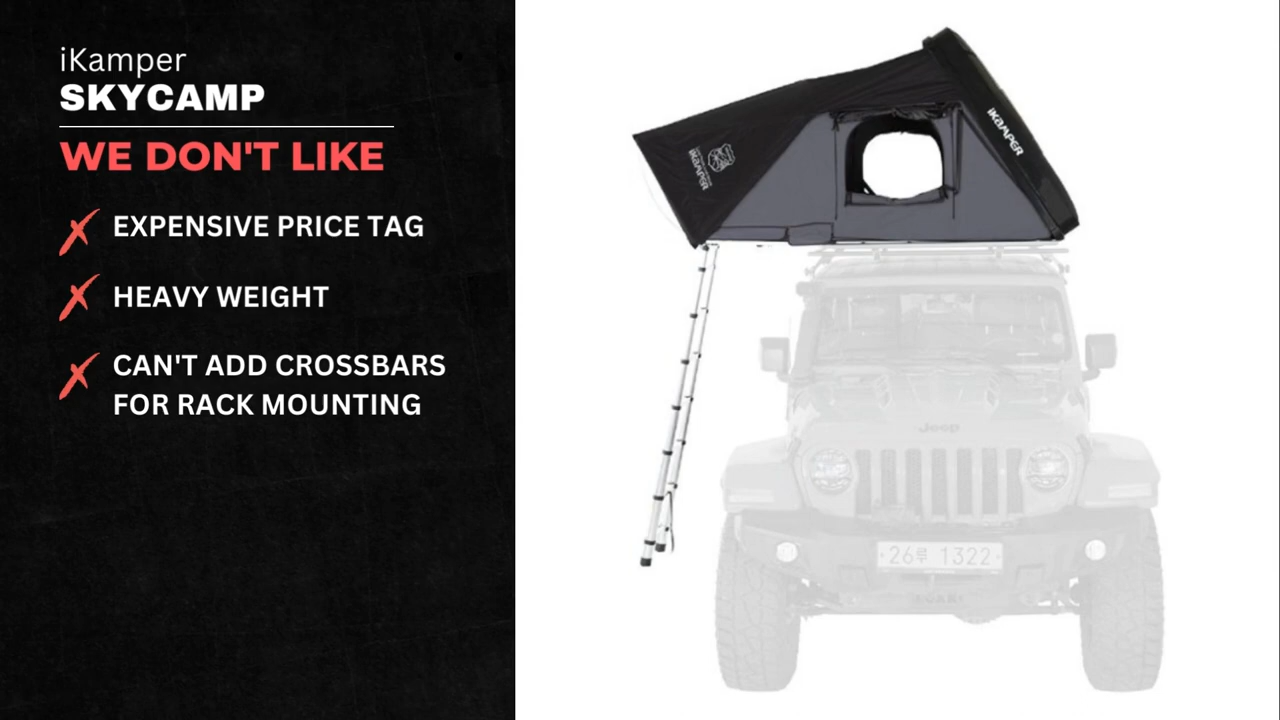 iKamper
SKYCAMP
WE DON'T LIKE
EXPENSIVE PRICE TAG
HEAVY WEIGHT
CAN'T ADD CROSSBARS
FOR RACK MOUNTING
iKAMPER
iKAMPER
Jeep
26루 1322